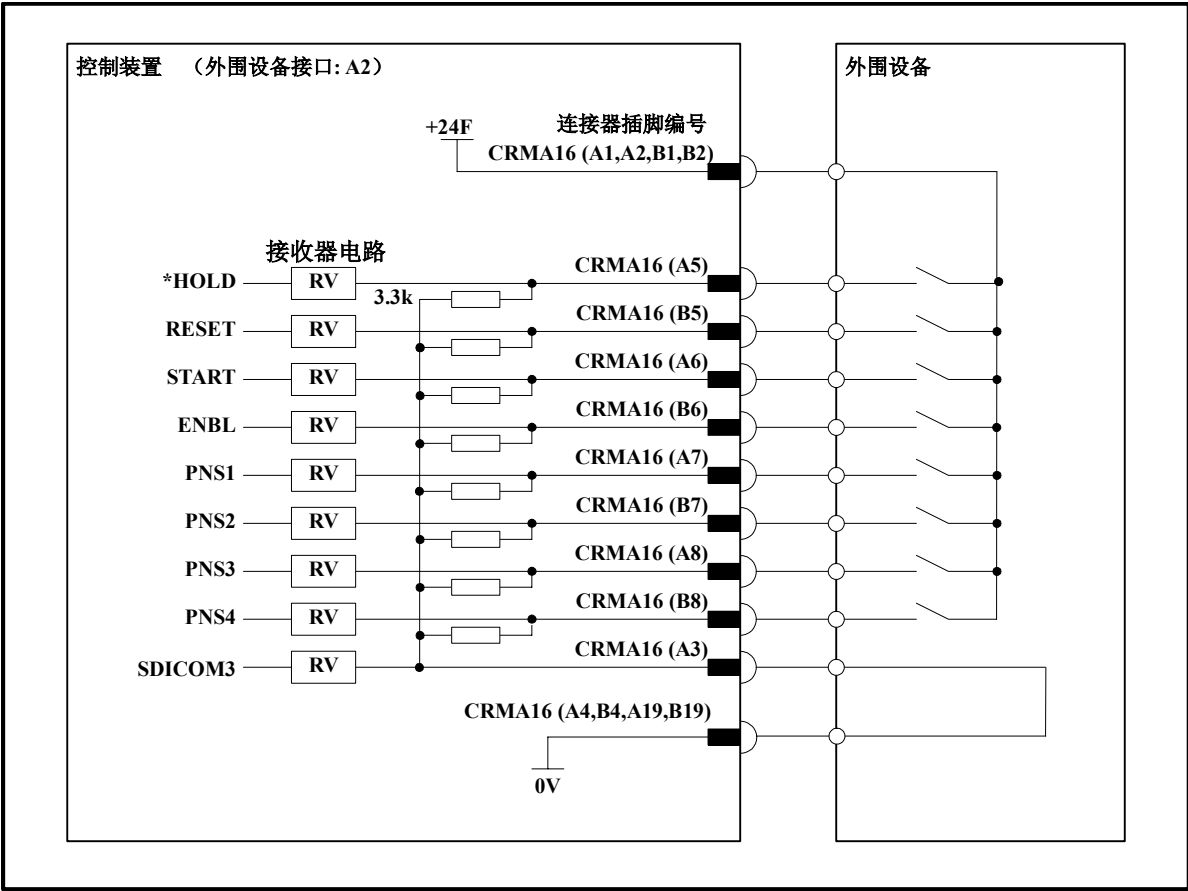 控制装置 （外围设备接口: A2）
外围设备
+24F
连接器插脚编号
CRMA16 (A1,A2,B1,B2)
接收器电路
*HOLD RV CRMA16 (A5)
3.3k
RESET RV CRMA16 (B5)
START RV CRMA16 (A6)
ENBL RV CRMA16 (B6)
PNS1 RV CRMA16 (A7)
PNS2 RV CRMA16 (B7)
PNS3 RV CRMA16 (A8)
PNS4 RV CRMA16 (B8)
SDICOM3 RV CRMA16 (A3)
CRMA16 (A4,B4,A19,B19)
0V